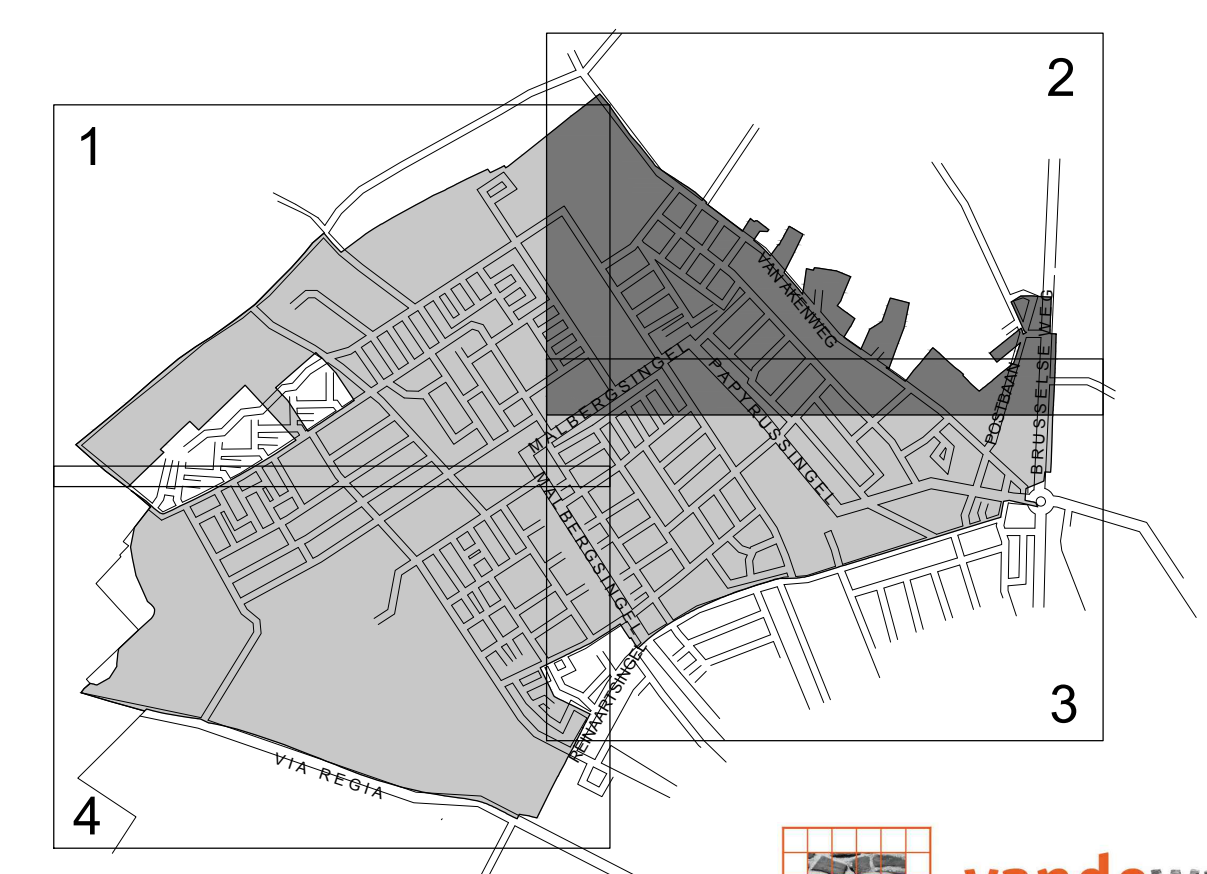 2
1
VAN AKENWEG
BRUSSELSE WEG
POSTBAAN
MALBERGSINGEL
PAPYRUSSINGEL
MALBERGSINGEL
REINAARTSINGEL
3
VIA REGIA
4